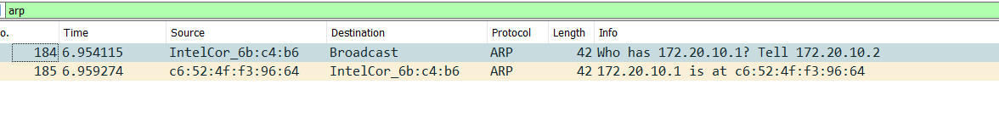 arp
o. Time Source Destination Protocol Length Info
184 6.954115 IntelCor_6b:c4:b6 Broadcast ARP 42 Who has 172.20.10.1? Tell 172.20.10.2
185 6.959274 c6:52:4f:f3:96:64 IntelCor_6b:c4:b6 ARP 42 172.20.10.1 is at c6:52:4f:f3:96:64